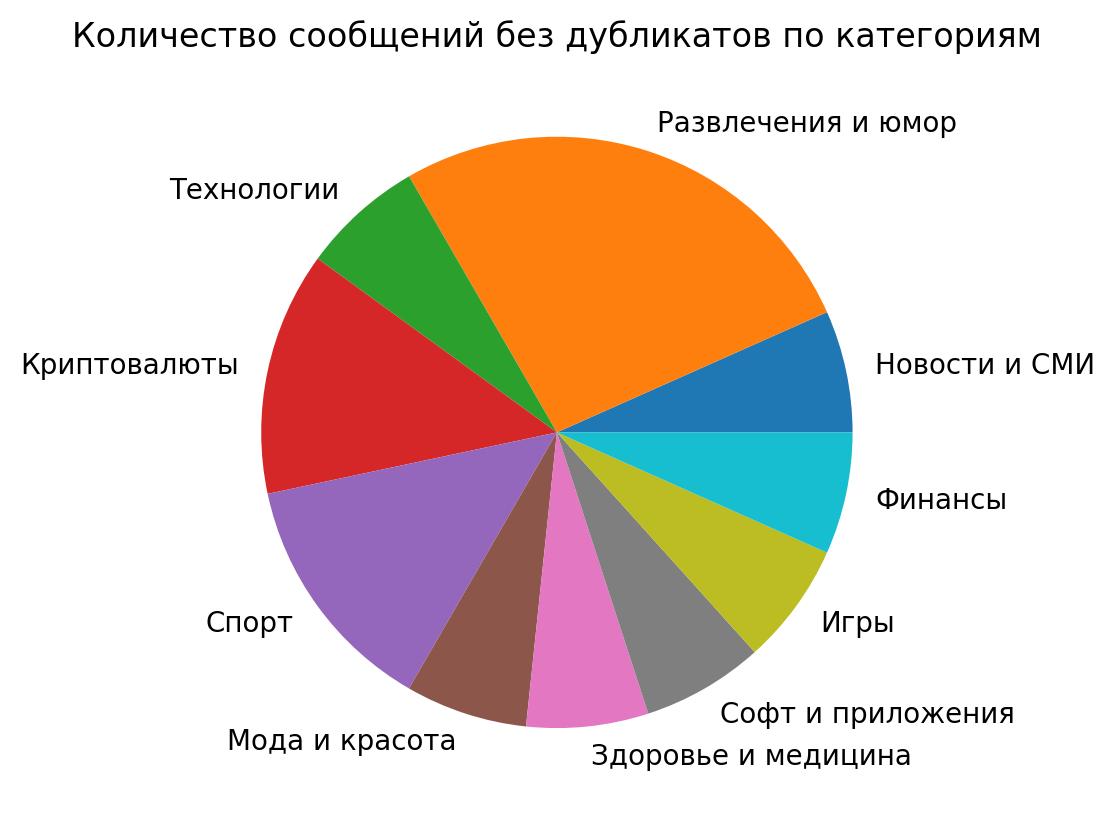 Количество сообщений без дубликатов по категориям
Развлечения и юмор
Технологии
Криптовалюты
Новости и СМИ
Финансы
Спорт
Игры
Софт и приложения
Мода и красота
Здоровье и медицина